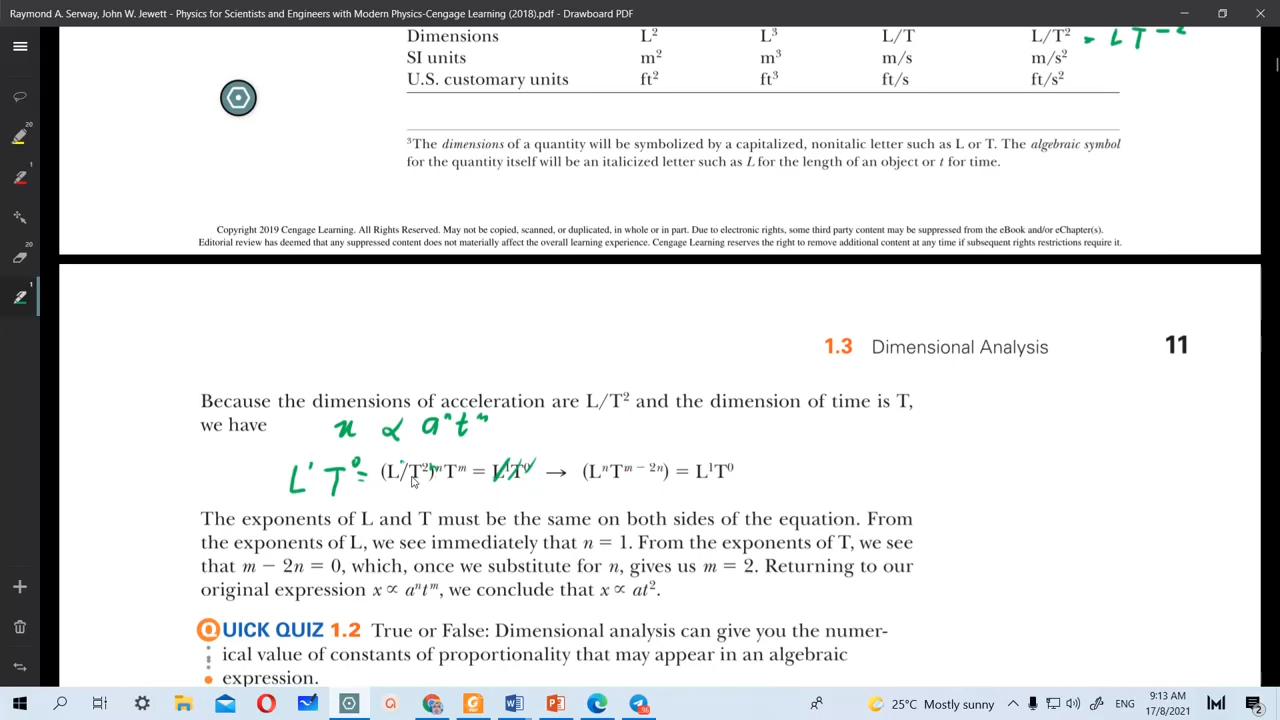 Raymond A. Serway, John W. Jewett - Physics for Scientists and Engineers with Modern Physics-Cengage Learning (2018).pdf - Drawboard PDF
Dimensions L² L³ L/T L/T² = LT⁻²
SI units m² m³ m/s m/s²
U.S. customary units ft² ft³ ft/s ft/s²
³The dimensions of a quantity will be symbolized by a capitalized, nonitalic letter such as L or T. The algebraic symbol
for the quantity itself will be an italicized letter such as L for the length of an object or t for time.
Copyright 2019 Cengage Learning. All Rights Reserved. May not be copied, scanned, or duplicated, in whole or in part. Due to electronic rights, some third party content may be suppressed from the eBook and/or eChapter(s).
Editorial review has deemed that any suppressed content does not materially affect the overall learning experience. Cengage Learning reserves the right to remove additional content at any time if subsequent rights restrictions require it.
1.3 Dimensional Analysis 11
Because the dimensions of acceleration are L/T² and the dimension of time is T,
we have
x ∝ aⁿtᵐ
L¹T⁰= (L/T²)ⁿTᵐ = L¹T⁰ → (LⁿTᵐ ⁻ ²ⁿ) = L¹T⁰
The exponents of L and T must be the same on both sides of the equation. From
the exponents of L, we see immediately that n = 1. From the exponents of T, we see
that m − 2n = 0, which, once we substitute for n, gives us m = 2. Returning to our
original expression x ∝ aⁿtᵐ, we conclude that x ∝ at².
QUICK QUIZ 1.2 True or False: Dimensional analysis can give you the numer-
ical value of constants of proportionality that may appear in an algebraic
expression.
20
1
20
1
25°C Mostly sunny
ENG
9:13 AM
17/8/2021
2